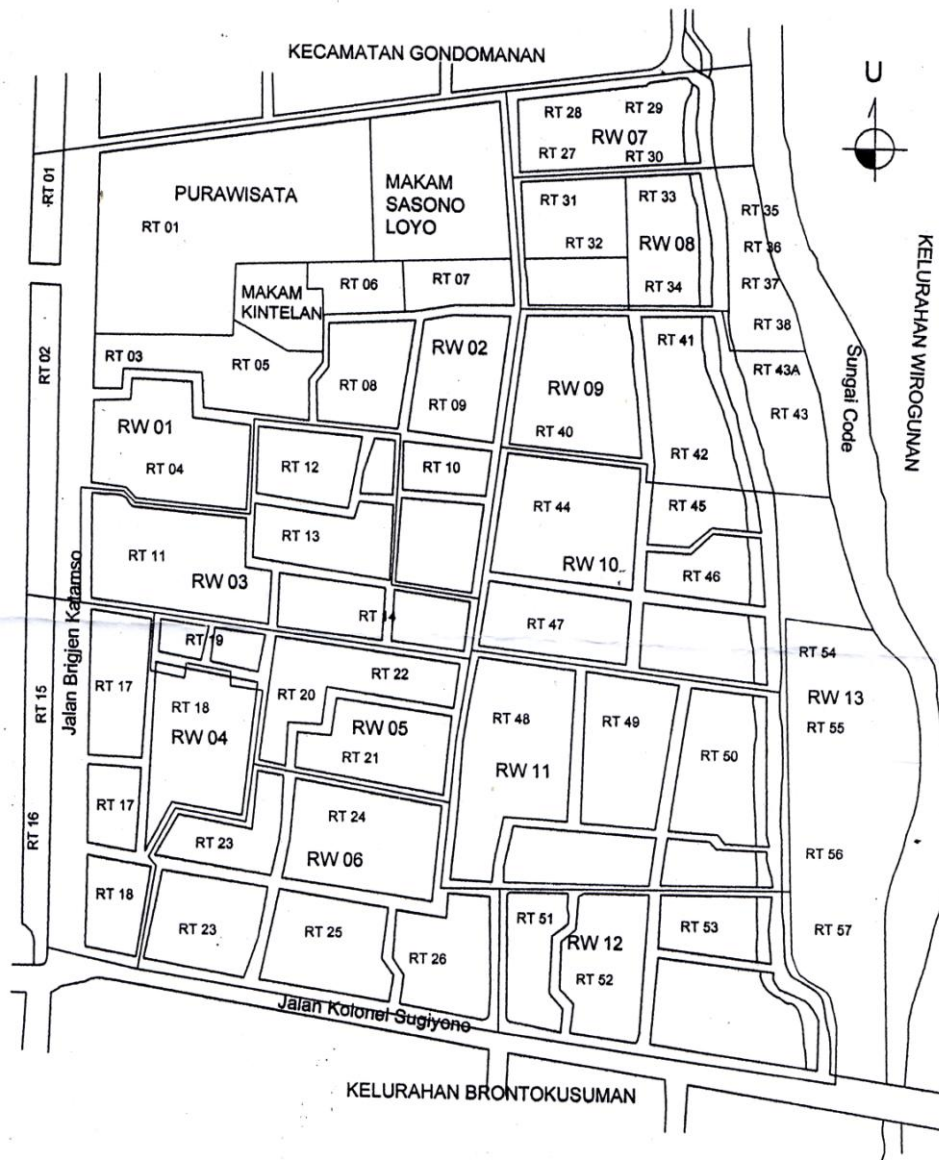 KECAMATAN GONDOMANAN
U
RT 28
RT 29
RW 07
RT 27
RT 30
RT 01
PURAWISATA
RT 01
MAKAM
SASONO
LOYO
RT 31
RT 32
RT 33
RW 08
RT 34
RT 35
RT 36
RT 37
RT 38
KELURAHAN WIROGUNAN
MAKAM
KINTELAN
RT 06
RT 07
RT 02
RT 03
RT 05
RT 08
RW 02
RT 09
RW 09
RT 40
RT 41
RT 42
RT 43A
RT 43
Sungai Code
RW 01
RT 04
RT 12
RT 10
RT 13
RT 44
RW 10
RT 45
RT 46
RT 11
RW 03
RT 14
RT 47
Jalan Brigjen Katamso
RT 15
RT 16
RT 17
RT 19
RT 18
RW 04
RT 20
RT 22
RW 05
RT 21
RT 48
RW 11
RT 49
RT 50
RT 54
RW 13
RT 55
RT 56
RT 57
RT 17
RT 23
RT 24
RW 06
RT 18
RT 23
RT 25
RT 26
RT 51
RW 12
RT 52
RT 53
Jalan Kolonel Sugiyono
KELURAHAN BRONTOKUSUMAN